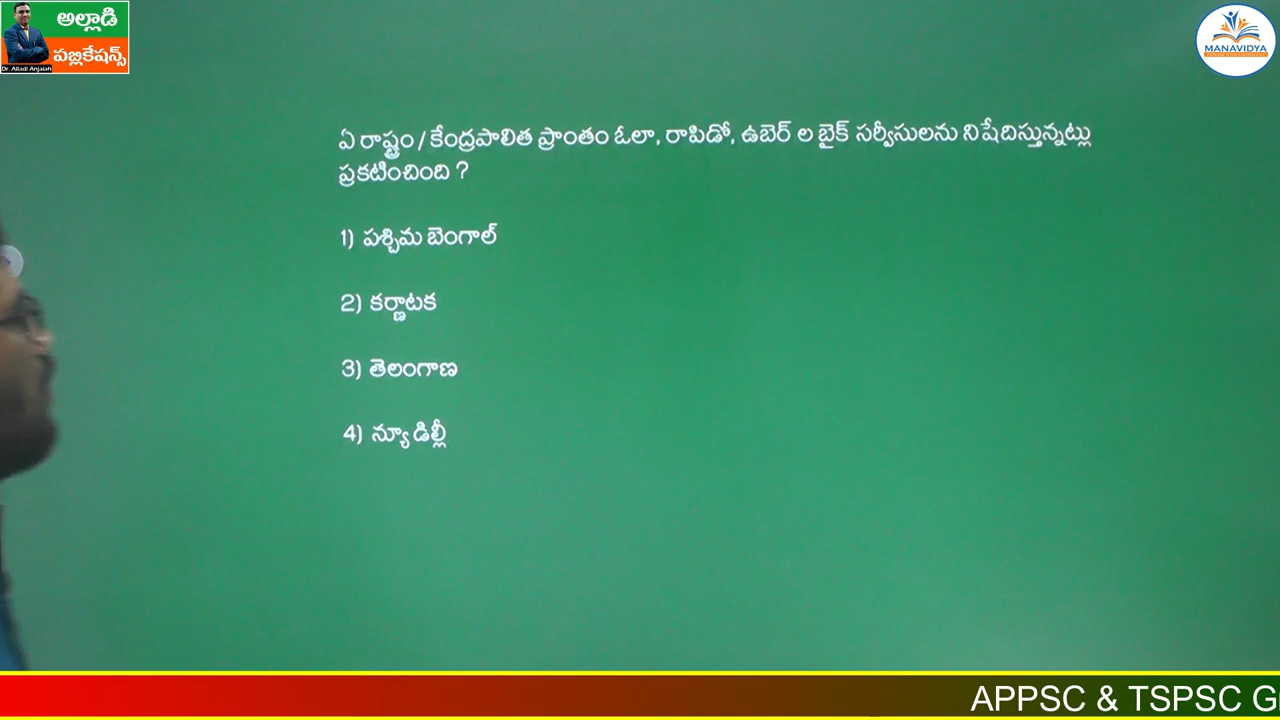 అల్లాడి
పబ్లికేషన్స్
Dr. Alladi Anjaiah
MANAVIDYA
ఏ రాష్ట్రం / కేంద్రపాలిత ప్రాంతం ఓలా, రాపిడో, ఉబెర్ ల బైక్ సర్వీసులను నిషేదిస్తున్నట్లు
ప్రకటించింది ?
1) పశ్చిమ బెంగాల్
2) కర్ణాటక
3) తెలంగాణ
4) న్యూడిల్లీ
APPSC & TSPSC G